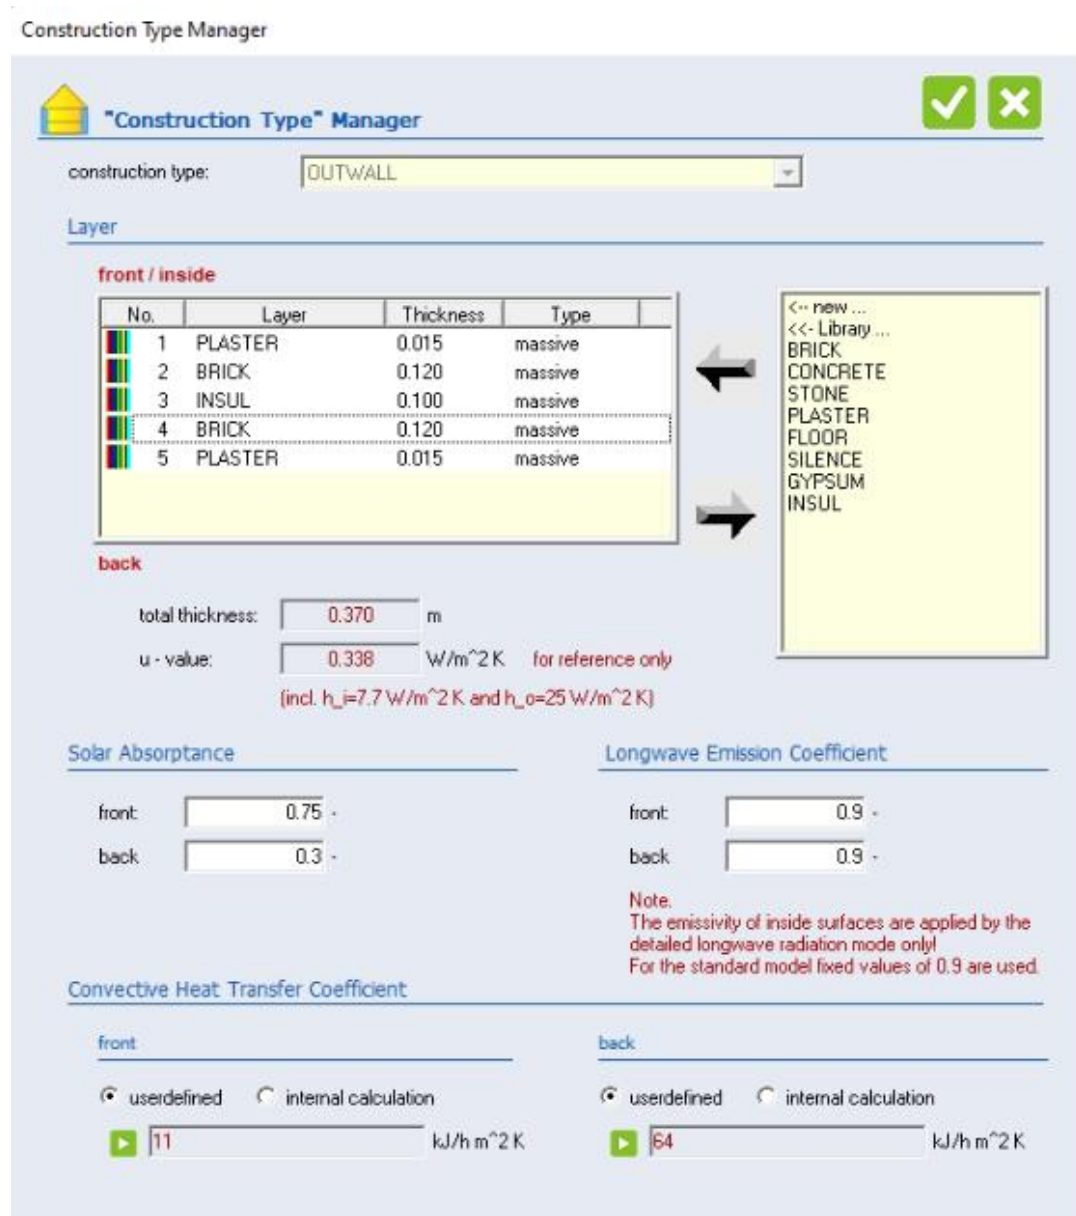 Construction Type Manager
"Construction Type" Manager
construction type: OUTWALL
Layer
front / inside
No. Layer Thickness Type
1 PLASTER 0.015 massive
2 BRICK 0.120 massive
3 INSUL 0.100 massive
4 BRICK 0.120 massive
5 PLASTER 0.015 massive
<-- new ...
<<- Library ...
BRICK
CONCRETE
STONE
PLASTER
FLOOR
SILENCE
GYPSUM
INSUL
back
total thickness: 0.370 m
u - value: 0.338 W/m^2 K for reference only
(incl. h_i=7.7 W/m^2 K and h_o=25 W/m^2 K)
Solar Absorptance
front: 0.75 -
back 0.3 -
Longwave Emission Coefficient
front: 0.9 -
back 0.9 -
Note.
The emissivity of inside surfaces are applied by the
detailed longwave radiation mode only!
For the standard model fixed values of 0.9 are used.
Convective Heat Transfer Coefficient
front
userdefined internal calculation
11 kJ/h m^2 K
back
userdefined internal calculation
64 kJ/h m^2 K